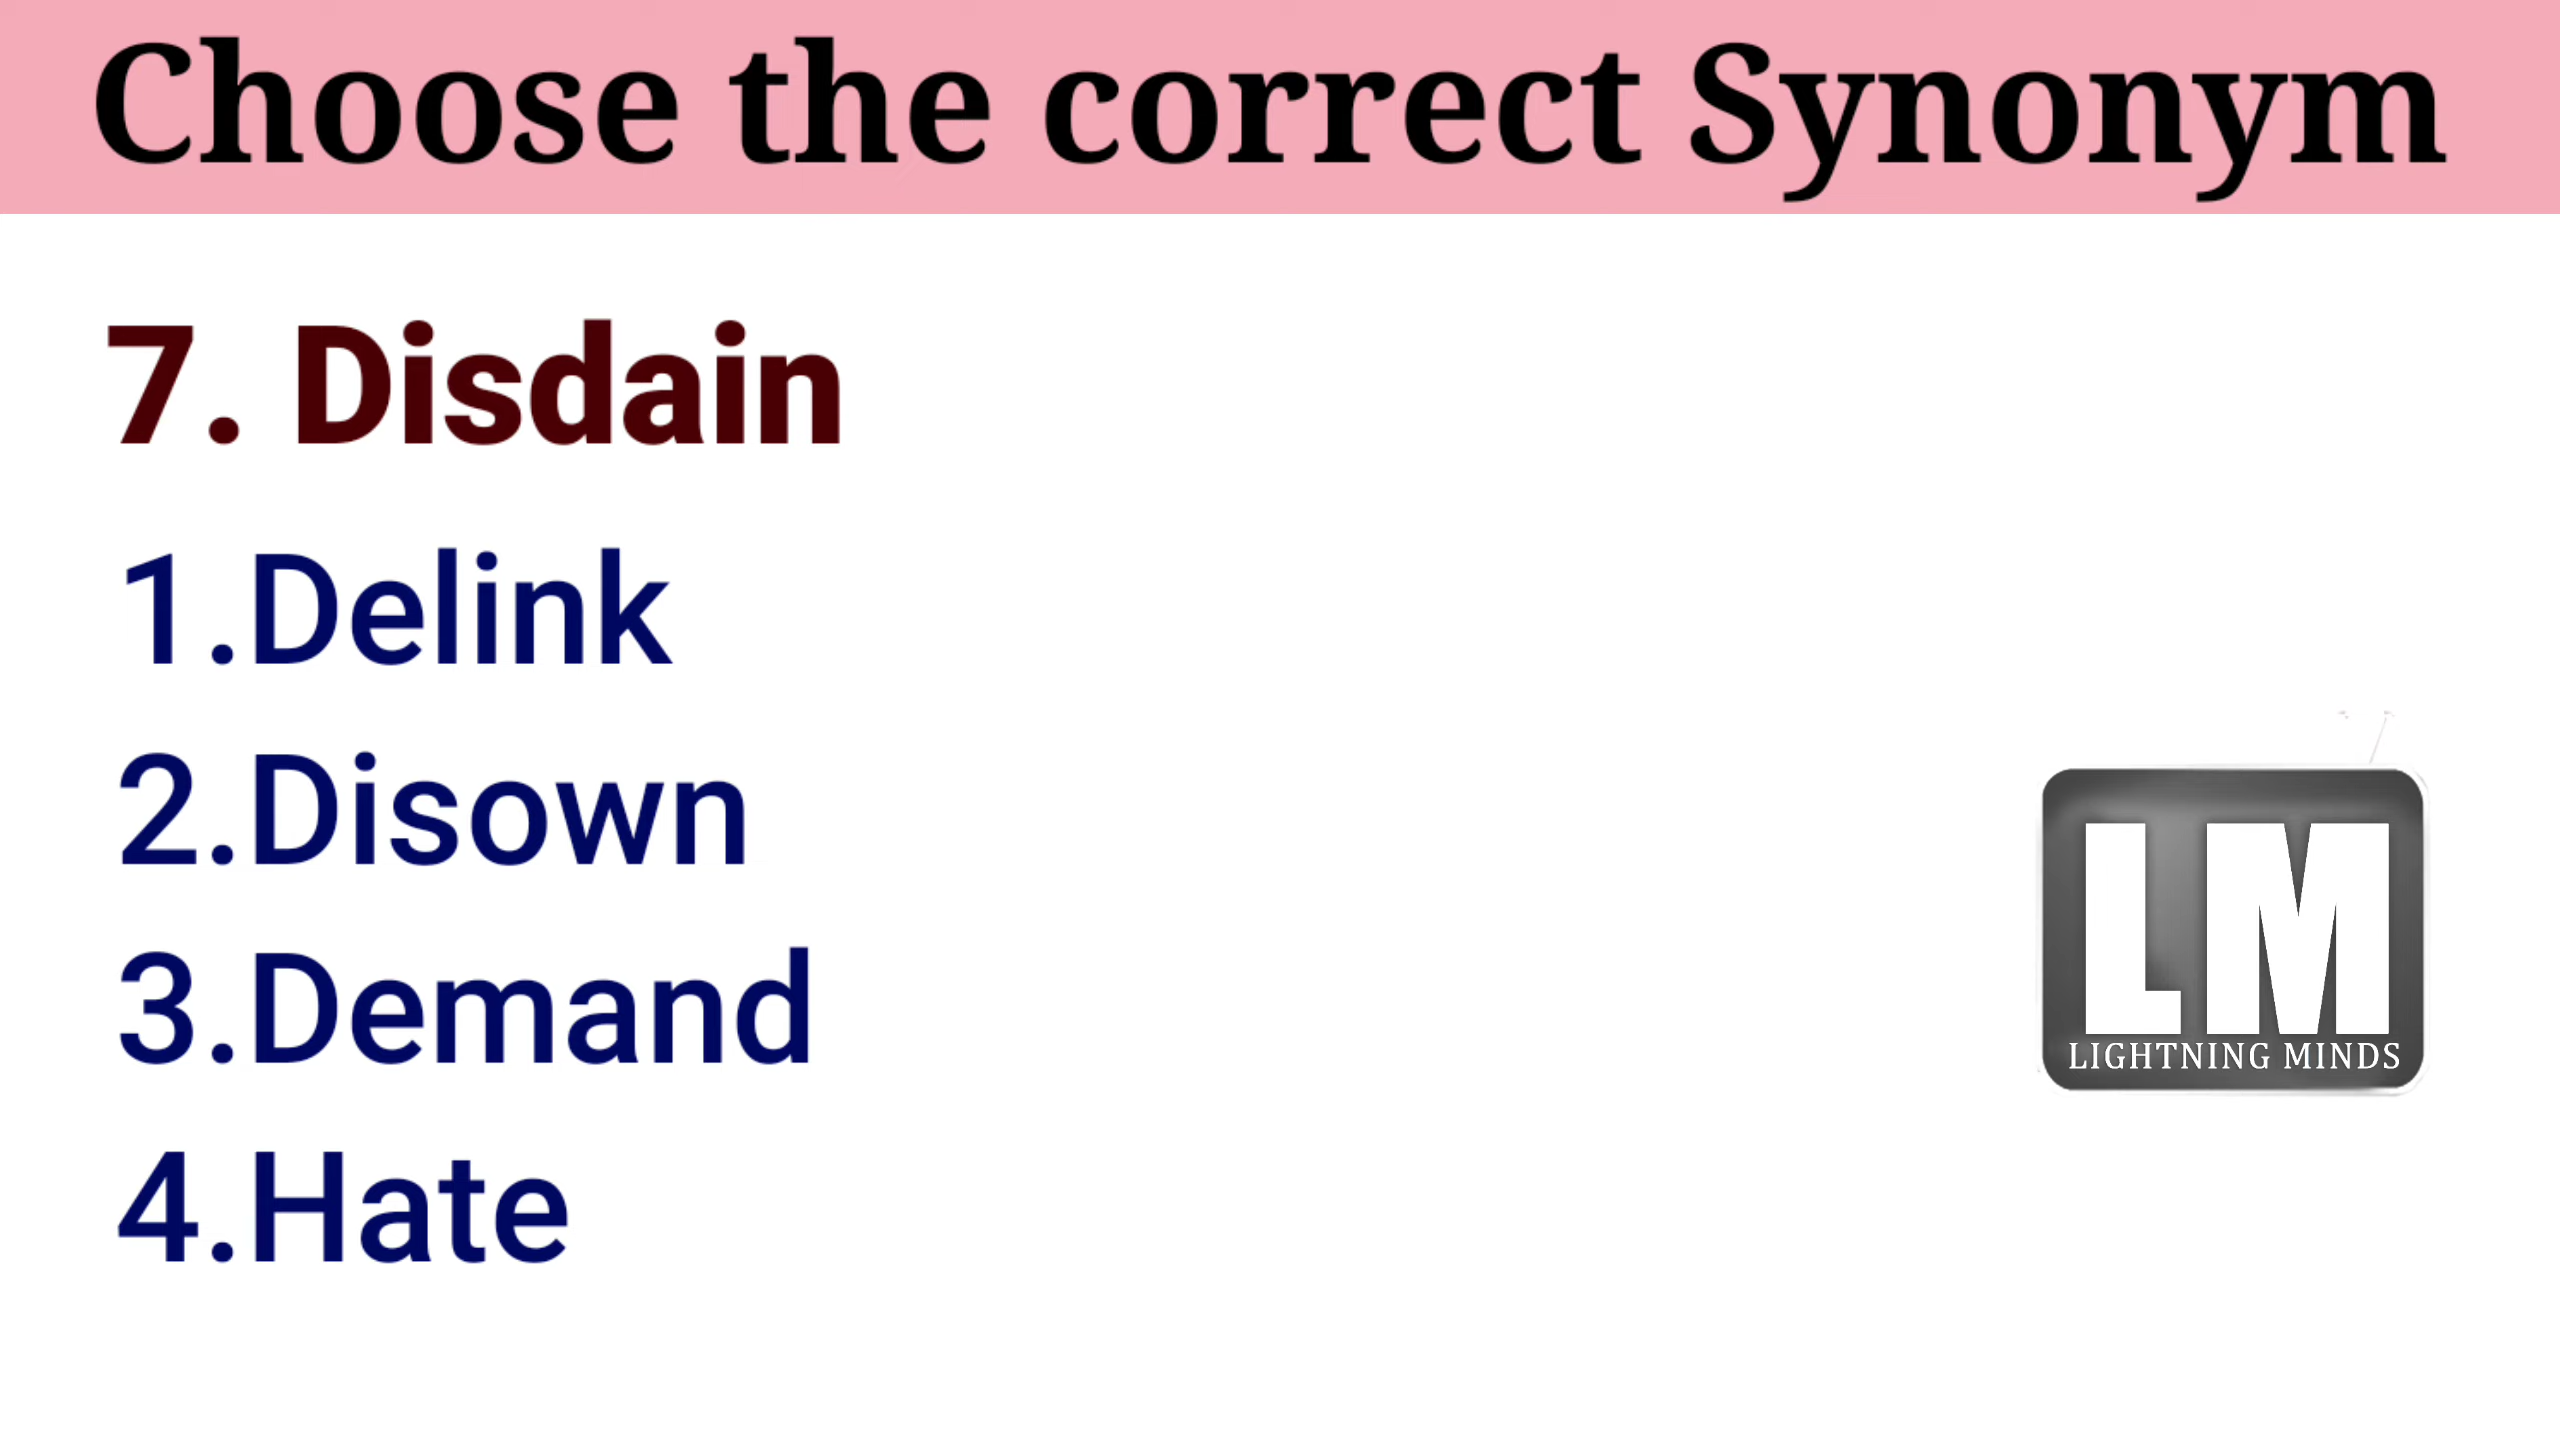 Choose the correct Synonym
7. Disdain
1.Delink
2.Disown
3.Demand
4.Hate
LM
LIGHTNING MINDS